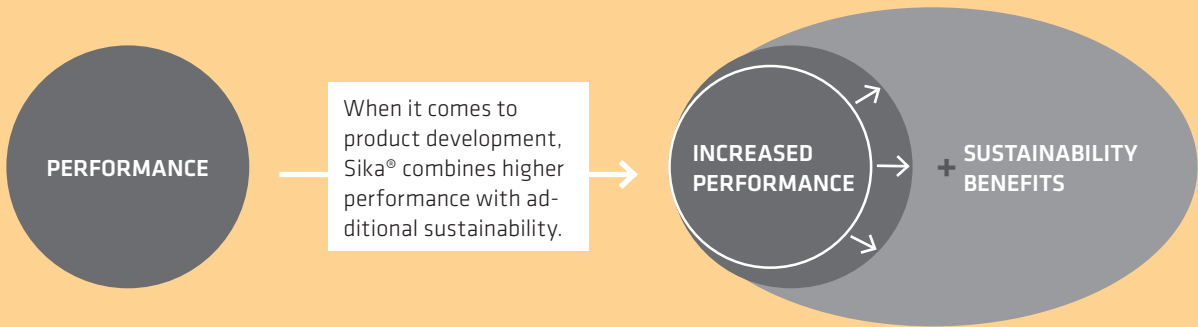 PERFORMANCE
When it comes to
product development,
Sika® combines higher
performance with ad-
ditional sustainability.
INCREASED
PERFORMANCE
+
SUSTAINABILITY
BENEFITS